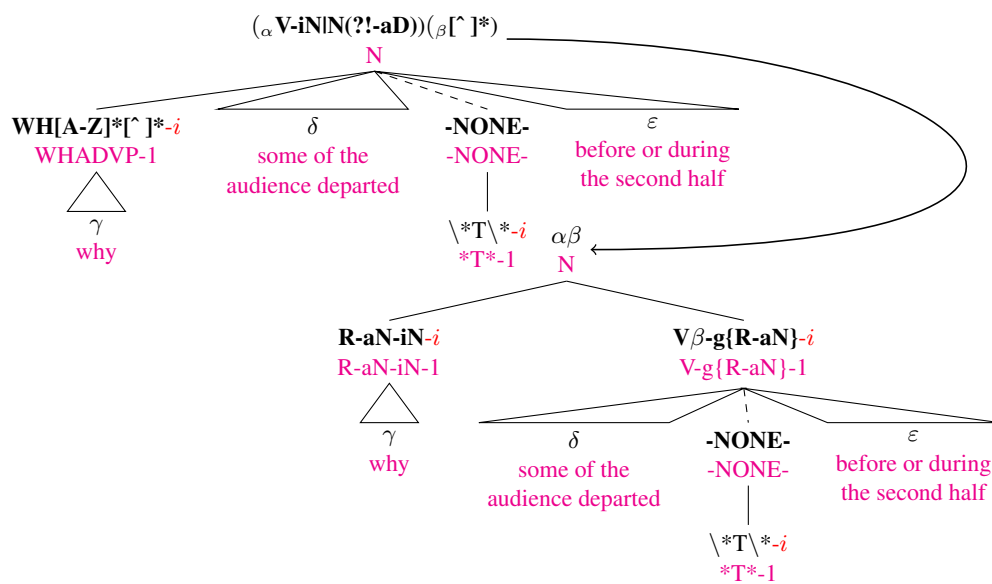 (αV-iN|N(?!-aD))(β[^ ]*)
N
WH[A-Z]*[^ ]*-i
WHADVP-1
γ
why
δ
some of the
audience departed
-NONE-
-NONE-
\*T\*-i
*T*-1
ε
before or during
the second half
αβ
N
R-aN-iN-i
R-aN-iN-1
γ
why
Vβ-g{R-aN}-i
V-g{R-aN}-1
δ
some of the
audience departed
-NONE-
-NONE-
\*T\*-i
*T*-1
ε
before or during
the second half